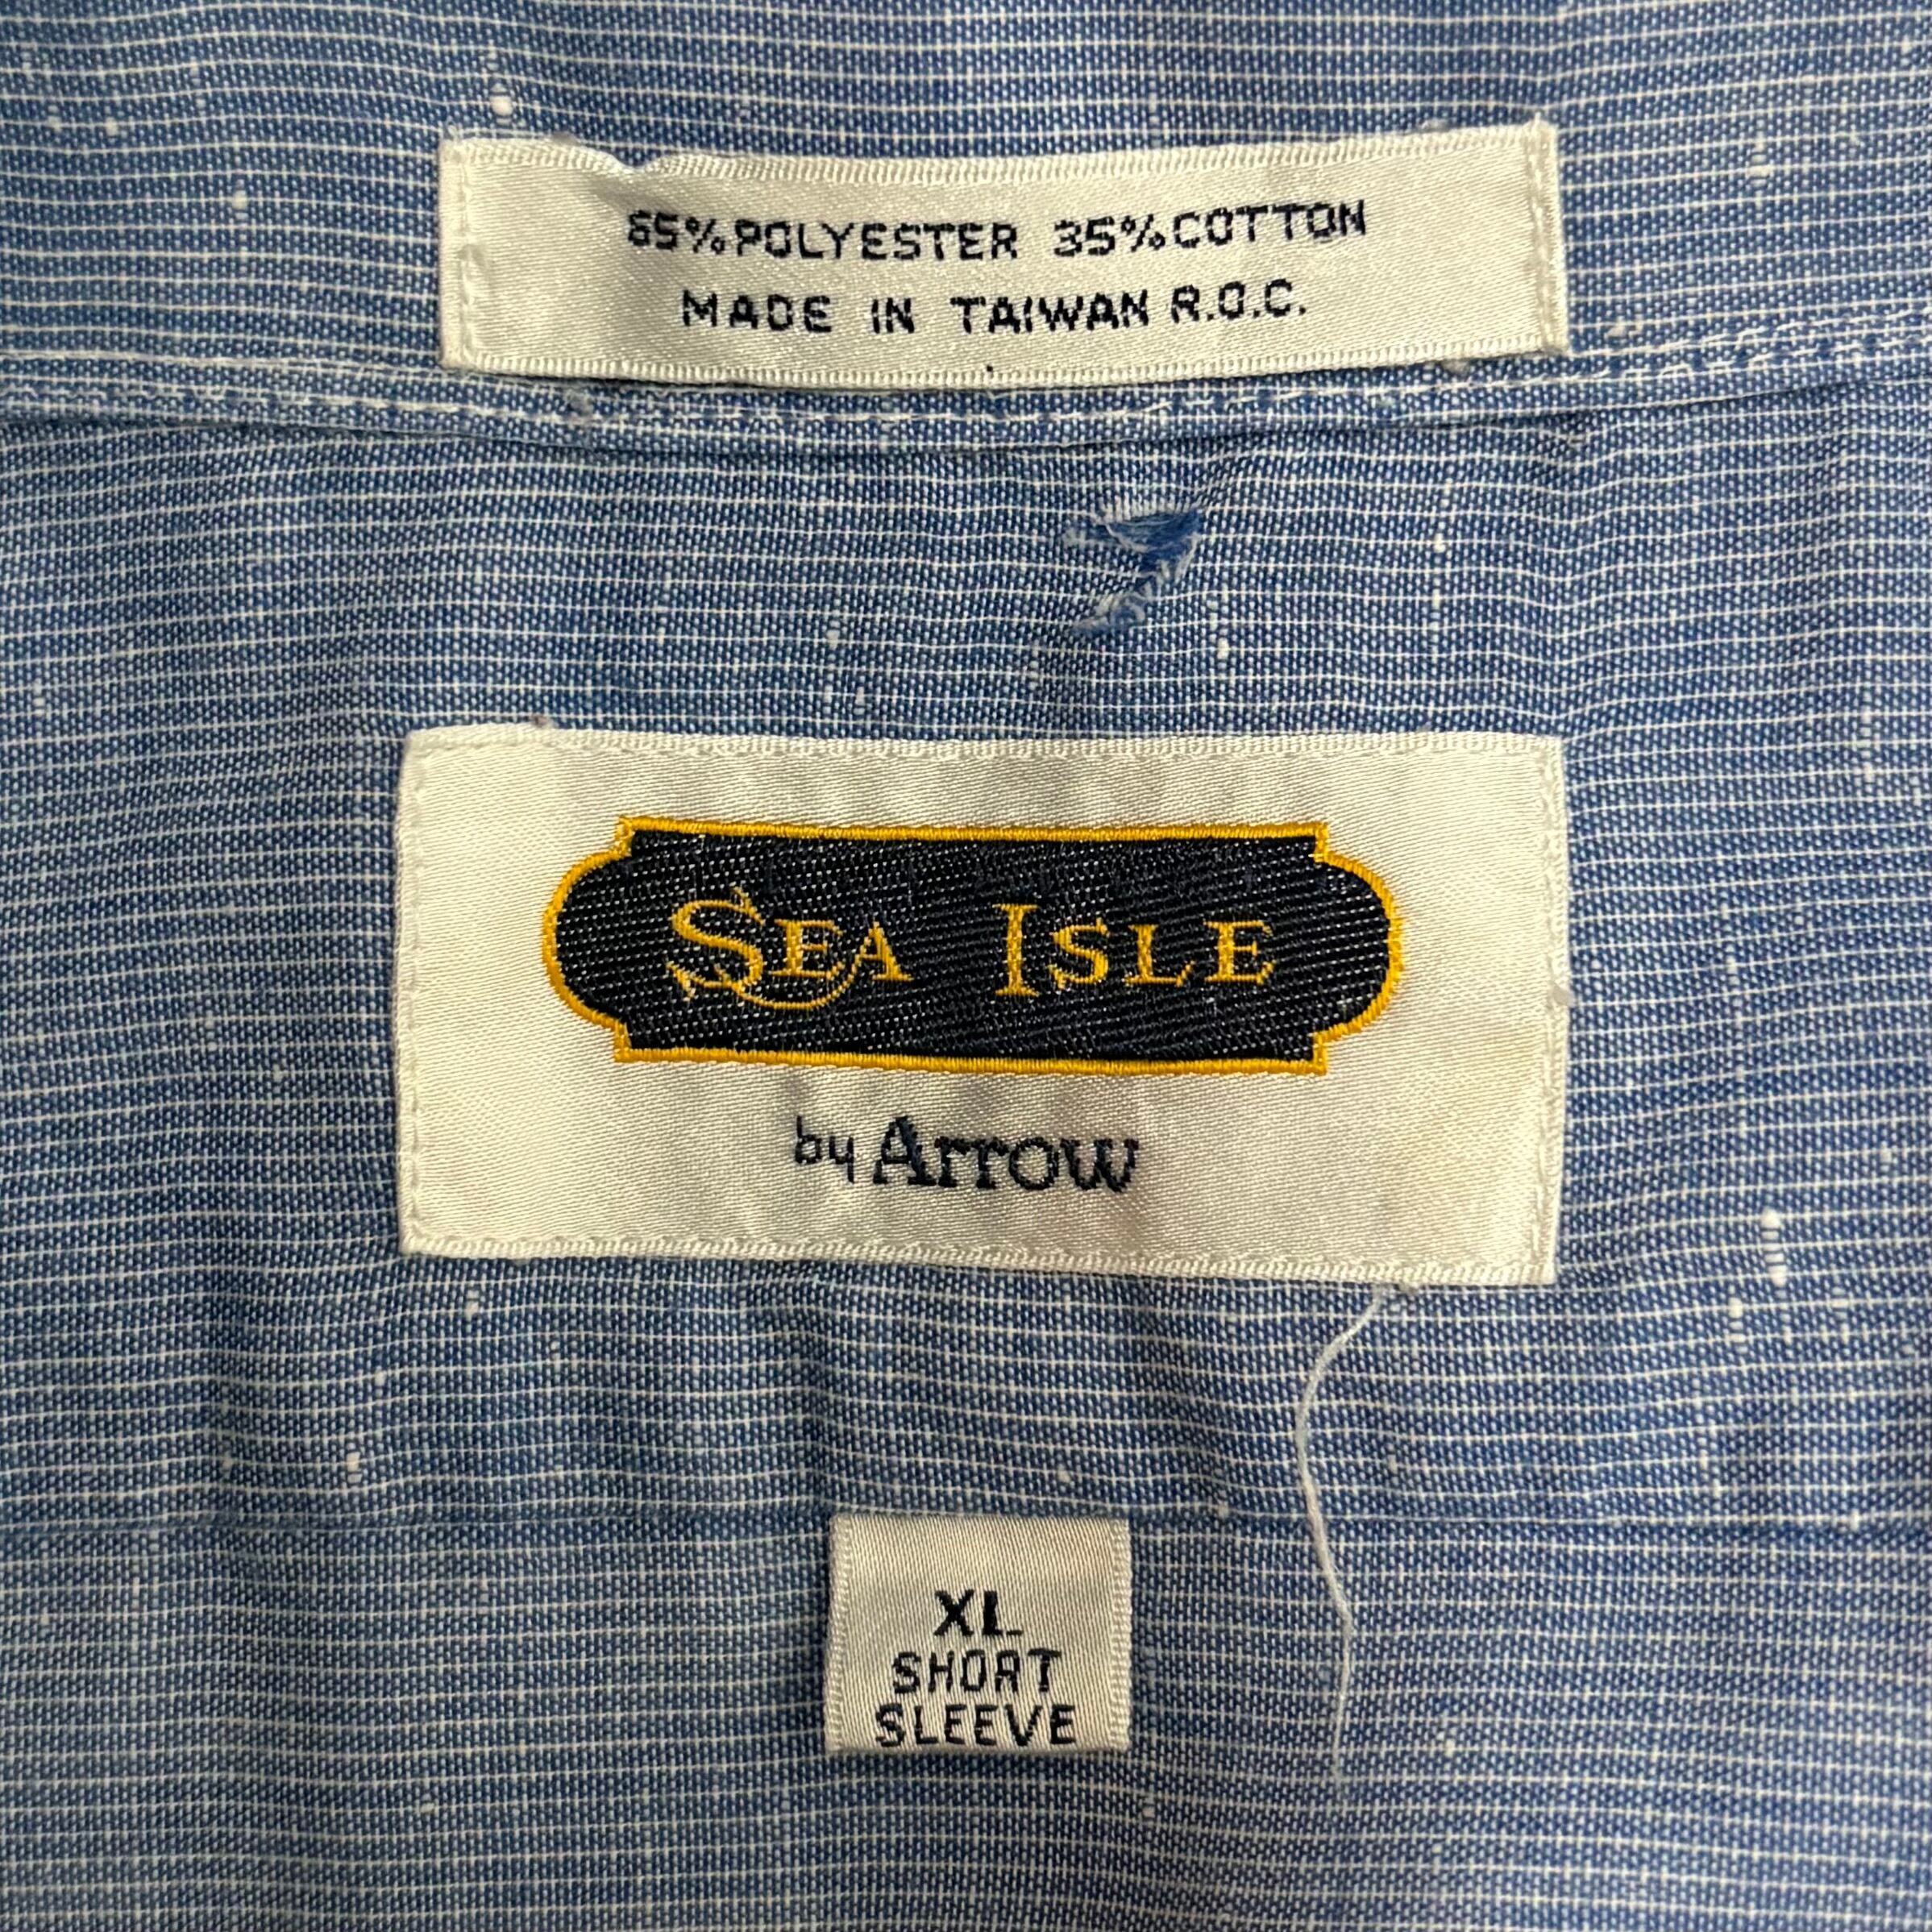 65% POLYESTER 35% COTTON
MADE IN TAIWAN R.O.C.
SEA ISLE
by Arrow
XL
SHORT
SLEEVE